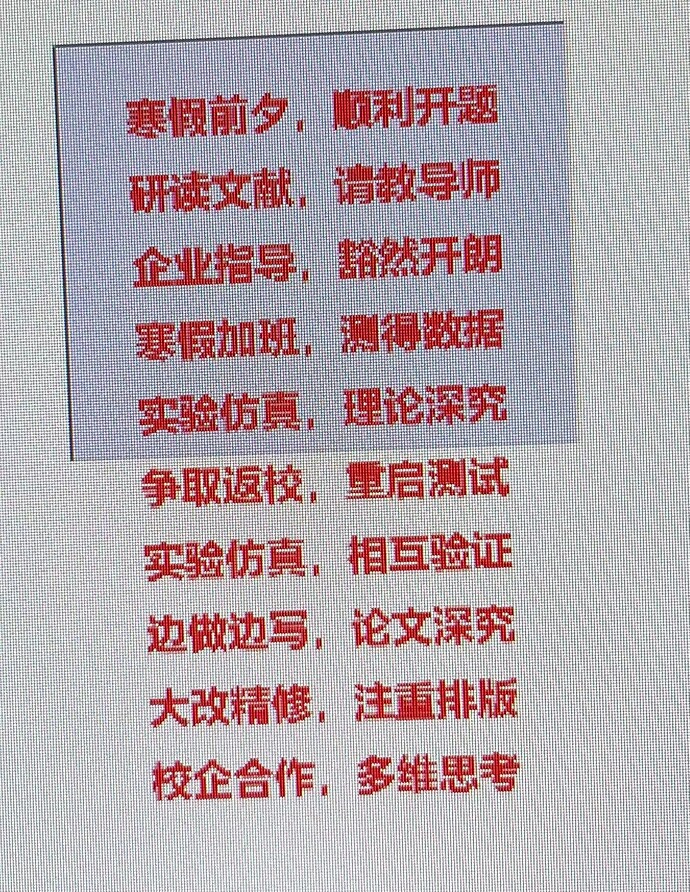 寒假前夕，顺利开题
研读文献，请教导师
企业指导，豁然开朗
寒假加班，测得数据
实验仿真，理论深究
争取返校，重启测试
实验仿真，相互验证
边做边写，论文深究
大改精修，注重排版
校企合作，多维思考